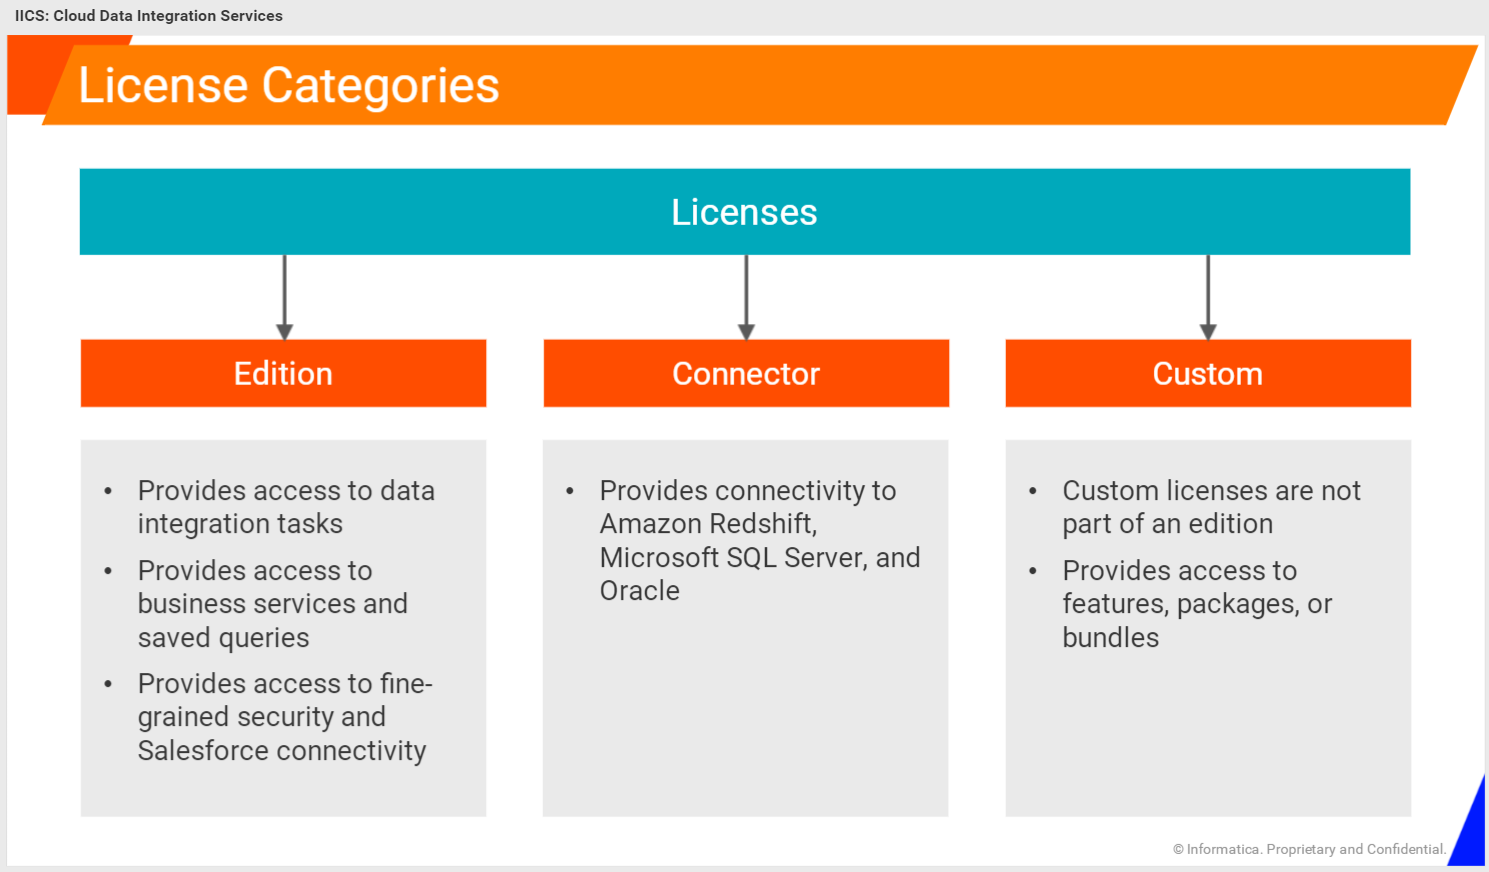 IICS: Cloud Data Integration Services
License Categories
Licenses
Edition
• Provides access to data
integration tasks
• Provides access to
business services and
saved queries
• Provides access to fine-
grained security and
Salesforce connectivity
Connector
• Provides connectivity to
Amazon Redshift,
Microsoft SQL Server, and
Oracle
Custom
• Custom licenses are not
part of an edition
• Provides access to
features, packages, or
bundles
© Informatica. Proprietary and Confidential.